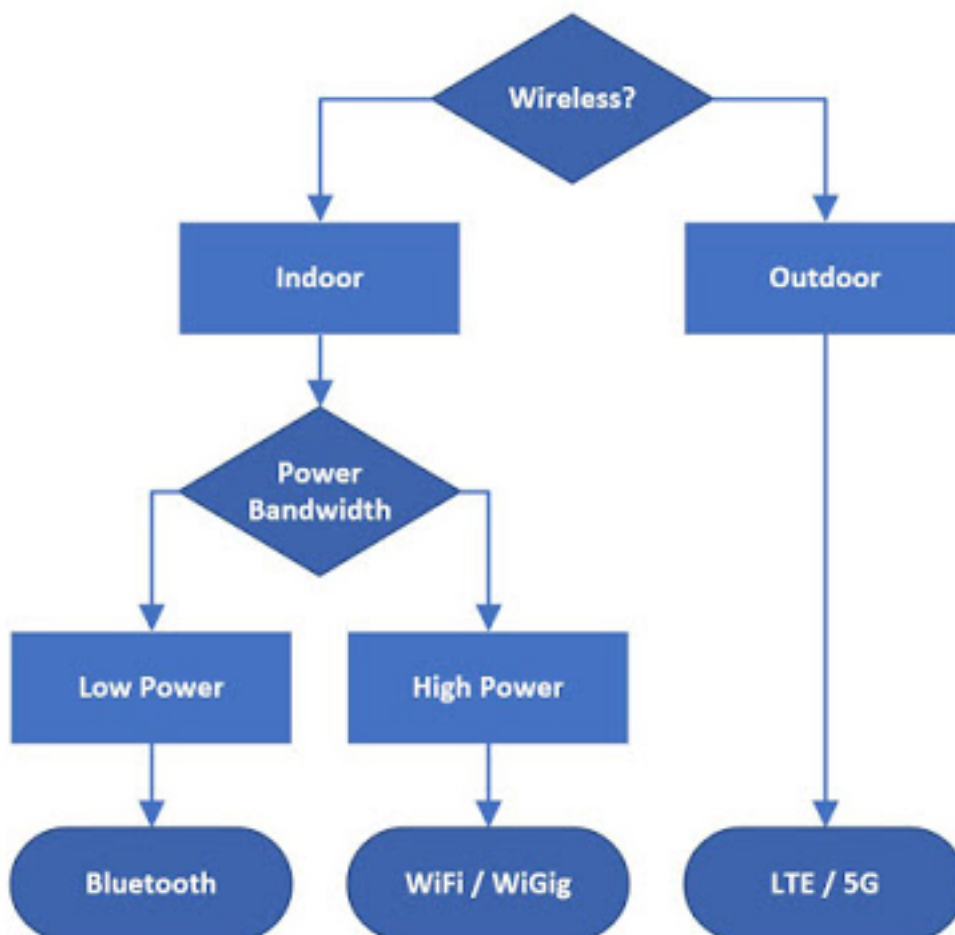 Wireless?
Indoor
Outdoor
Power
Bandwidth
Low Power
High Power
Bluetooth
WiFi / WiGig
LTE / 5G